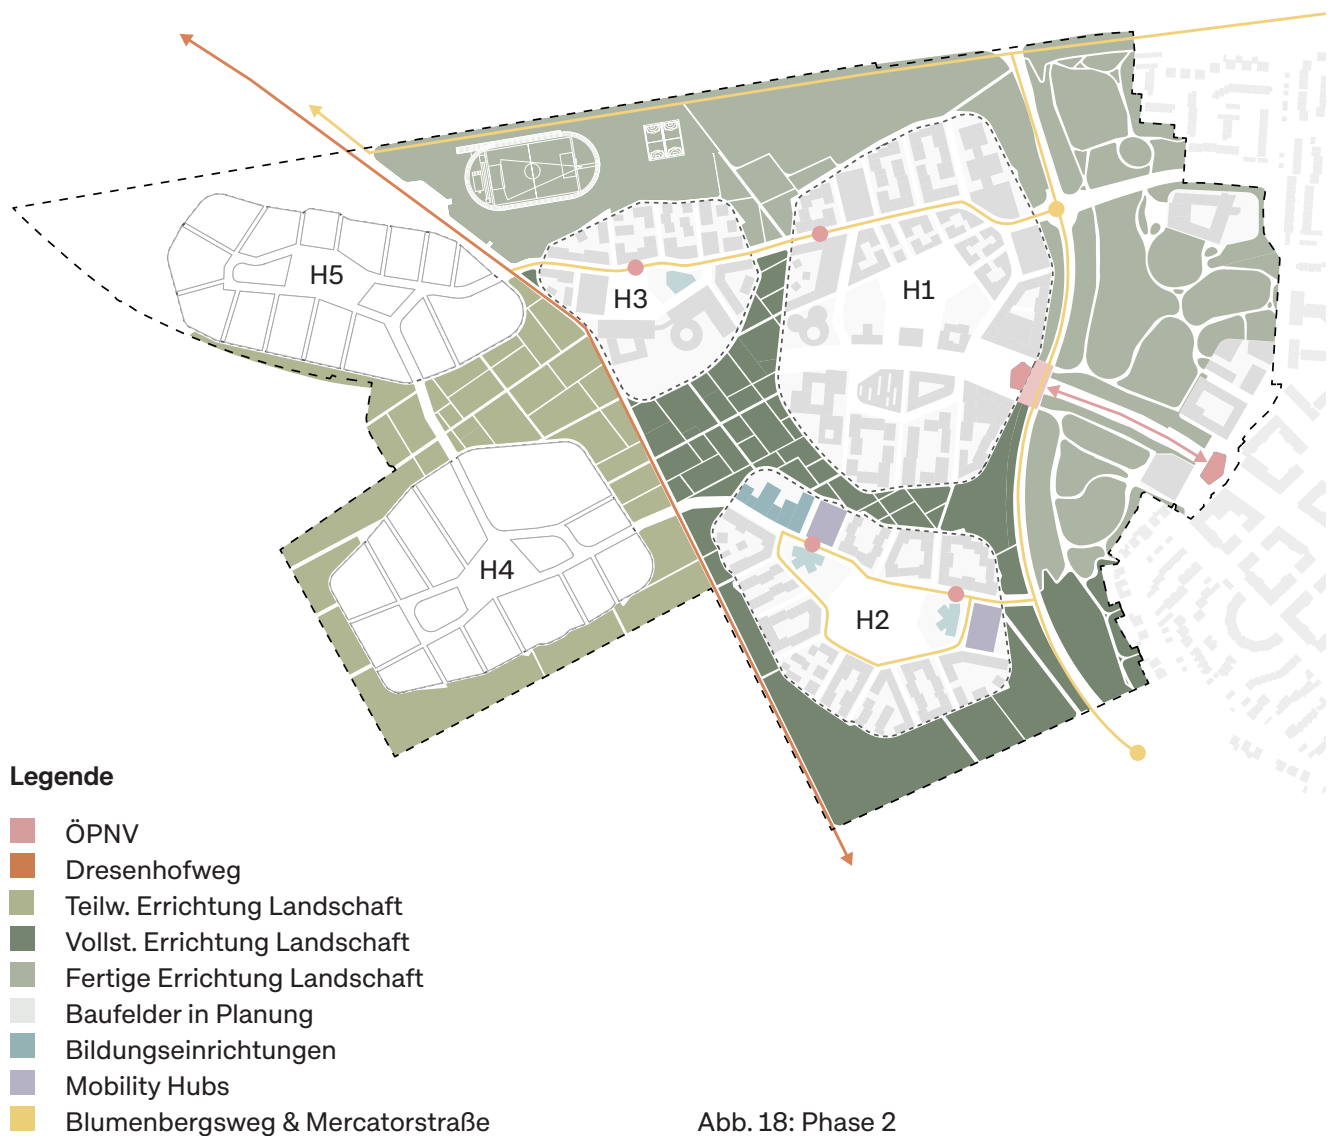 H5
H3
H1
H4
H2
Legende
ÖPNV
Dresenhofweg
Teilw. Errichtung Landschaft
Vollst. Errichtung Landschaft
Fertige Errichtung Landschaft
Baufelder in Planung
Bildungseinrichtungen
Mobility Hubs
Blumenbergsweg & Mercatorstraße
Abb. 18: Phase 2